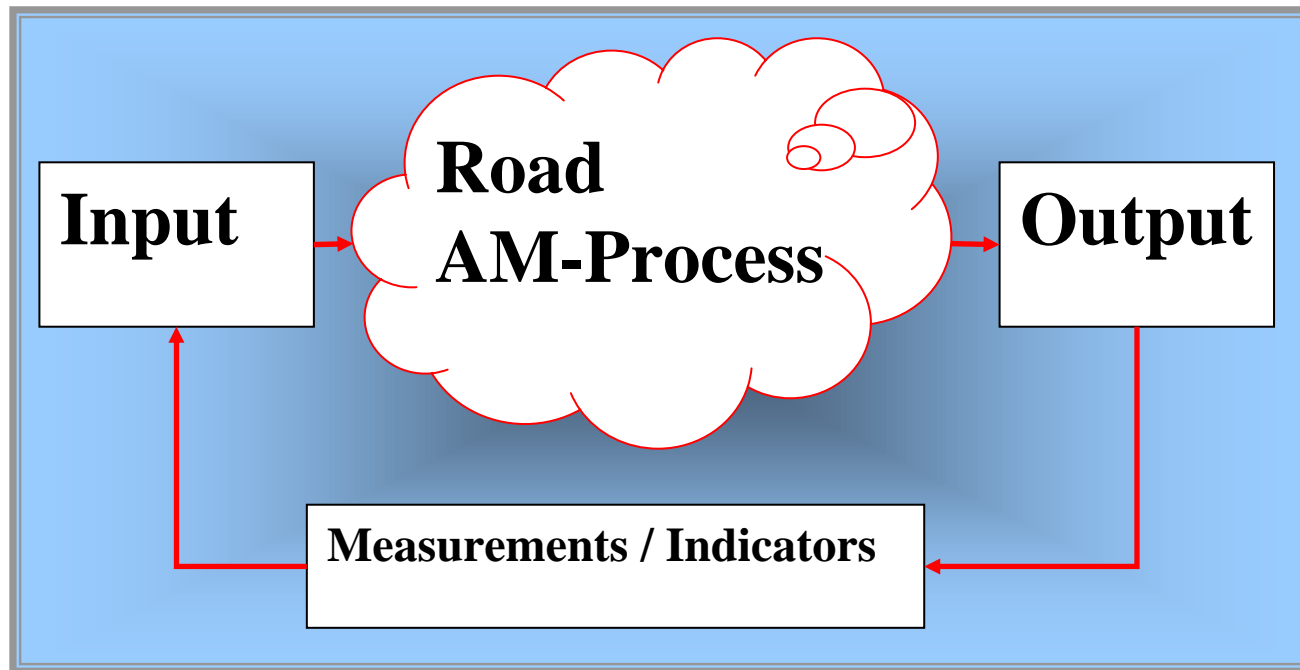 Input
Road
AM-Process
Output
Measurements / Indicators